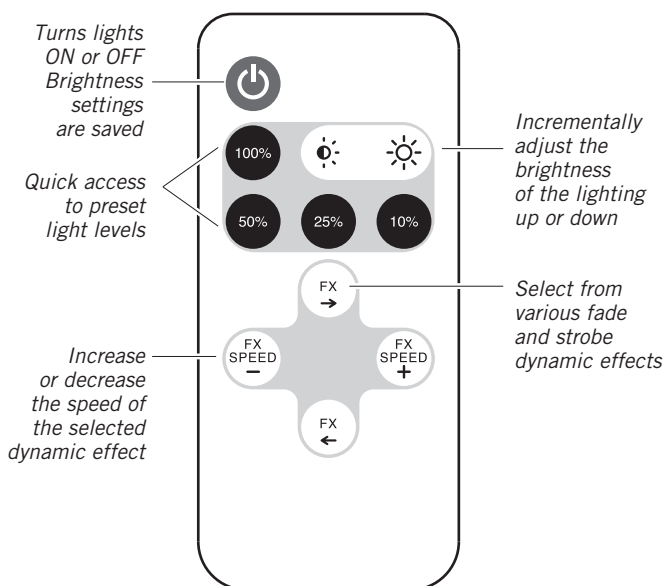 Turns lights
ON or OFF
Brightness
settings
are saved
100%
Incrementally
adjust the
brightness
of the lighting
up or down
Quick access
to preset
light levels
50%
25%
10%
FX
→
Select from
various fade
and strobe
dynamic effects
FX
SPEED
−
FX
SPEED
+
Increase
or decrease
the speed of
the selected
dynamic effect
FX
←